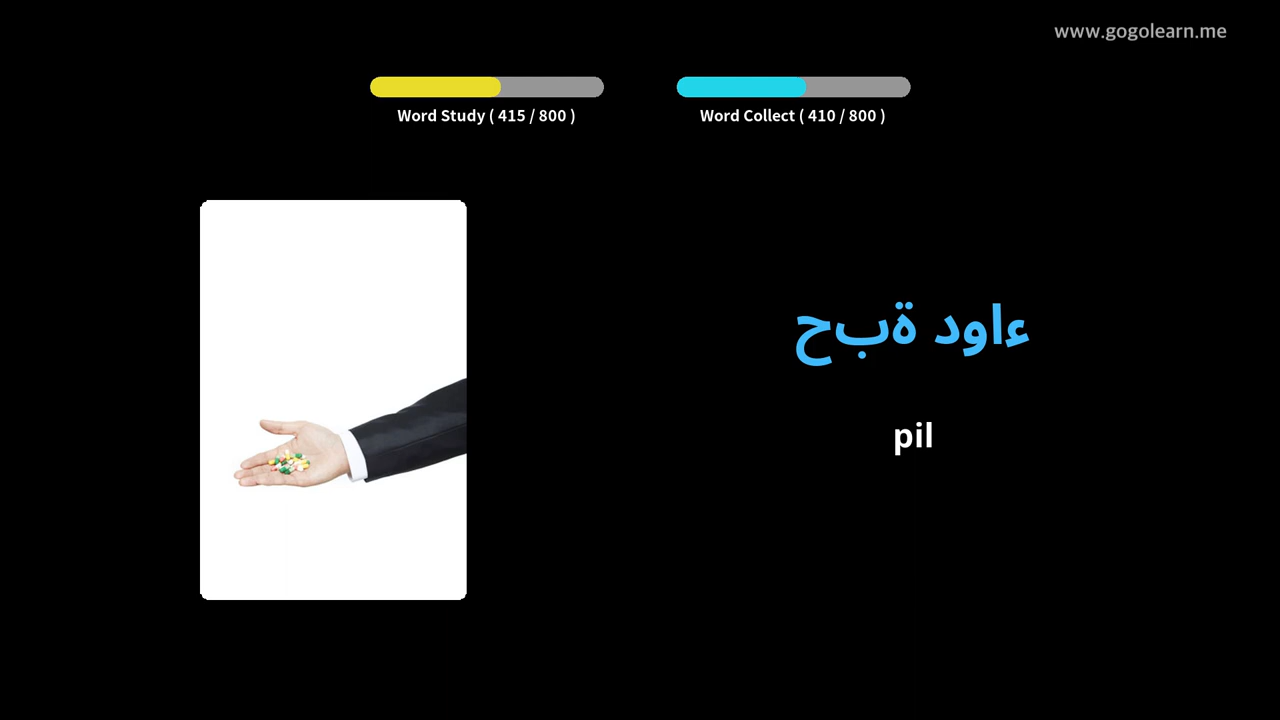 www.gogolearn.me
Word Study ( 415 / 800 )
Word Collect ( 410 / 800 )
ءاود ةبح
pil